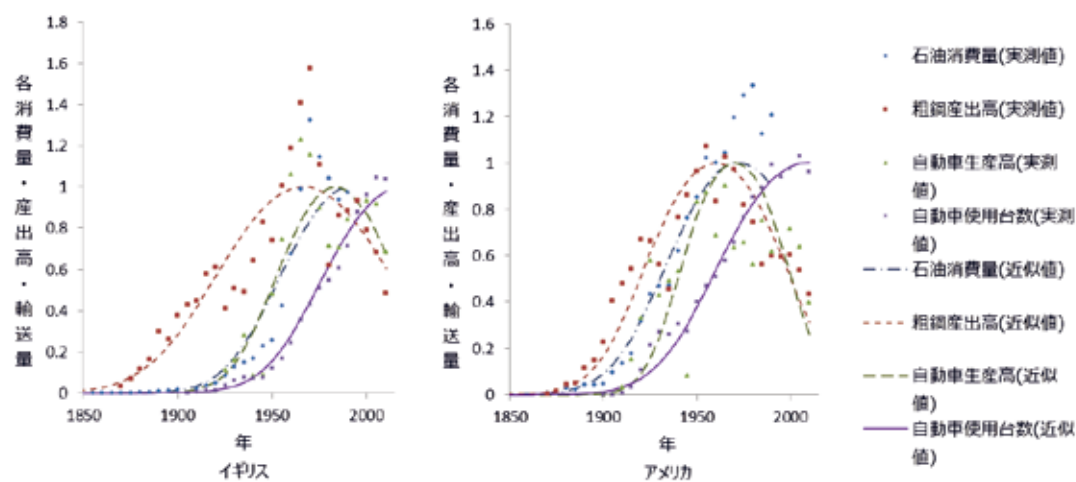 各消費量・産出高・輸送量
1.8
1.6
1.4
1.2
1
0.8
0.6
0.4
0.2
0
1850
1900
1950
2000
年
イギリス
各消費量・産出高・輸送量
1.6
1.4
1.2
1
0.8
0.6
0.4
0.2
0
1850
1900
1950
2000
年
アメリカ
石油消費量(実測値)
粗鋼産出高(実測値)
自動車生産高(実測
値)
自動車使用台数(実測
値)
石油消費量(近似値)
粗鋼産出高(近似値)
自動車生産高(近似
値)
自動車使用台数(近似
値)